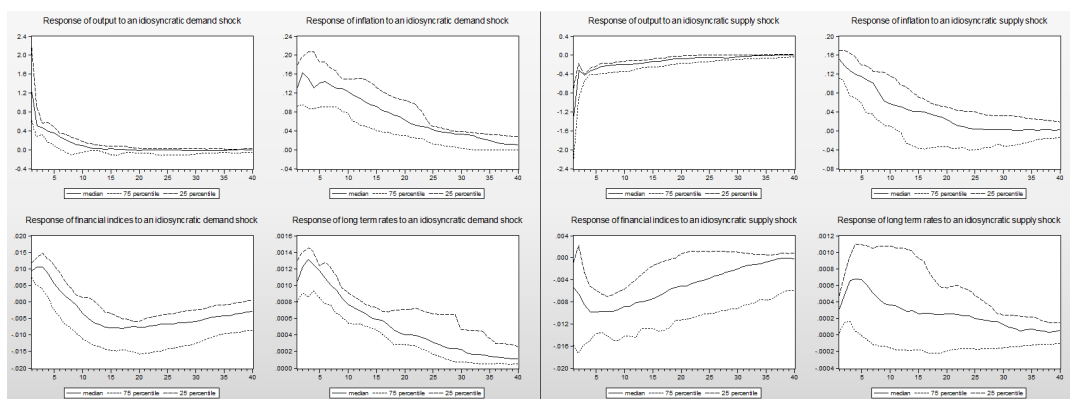 Response of output to an idiosyncratic demand shock
2.4
2.0
1.6
1.2
0.8
0.4
0.0
-0.4
5 10 15 20 25 30 35 40
median 75 percentile 25 percentile
Response of inflation to an idiosyncratic demand shock
.20
.16
.12
.08
.04
.00
-.04
5 10 15 20 25 30 35 40
median 75 percentile 25 percentile
Response of output to an idiosyncratic supply shock
0.4
0.0
-0.4
-0.8
-1.2
-1.6
-2.0
-2.4
5 10 15 20 25 30 35 40
median 75 percentile 25 percentile
Response of inflation to an idiosyncratic supply shock
.20
.16
.12
.08
.04
.00
-.04
-.08
5 10 15 20 25 30 35 40
median 75 percentile 25 percentile
Response of financial indices to an idiosyncratic demand shock
.020
.015
.010
.005
.000
-.005
-.010
-.015
-.020
5 10 15 20 25 30 35 40
median 75 percentile 25 percentile
Response of long term rates to an idiosyncratic demand shock
.0016
.0014
.0012
.0010
.0008
.0006
.0004
.0002
.0000
5 10 15 20 25 30 35 40
median 75 percentile 25 percentile
Response of financial indices to an idiosyncratic supply shock
.004
.000
-.004
-.008
-.012
-.016
-.020
5 10 15 20 25 30 35 40
median 75 percentile 25 percentile
Response of long term rates to an idiosyncratic supply shock
.0012
.0010
.0008
.0006
.0004
.0002
.0000
-.0002
-.0004
5 10 15 20 25 30 35 40
median 75 percentile 25 percentile